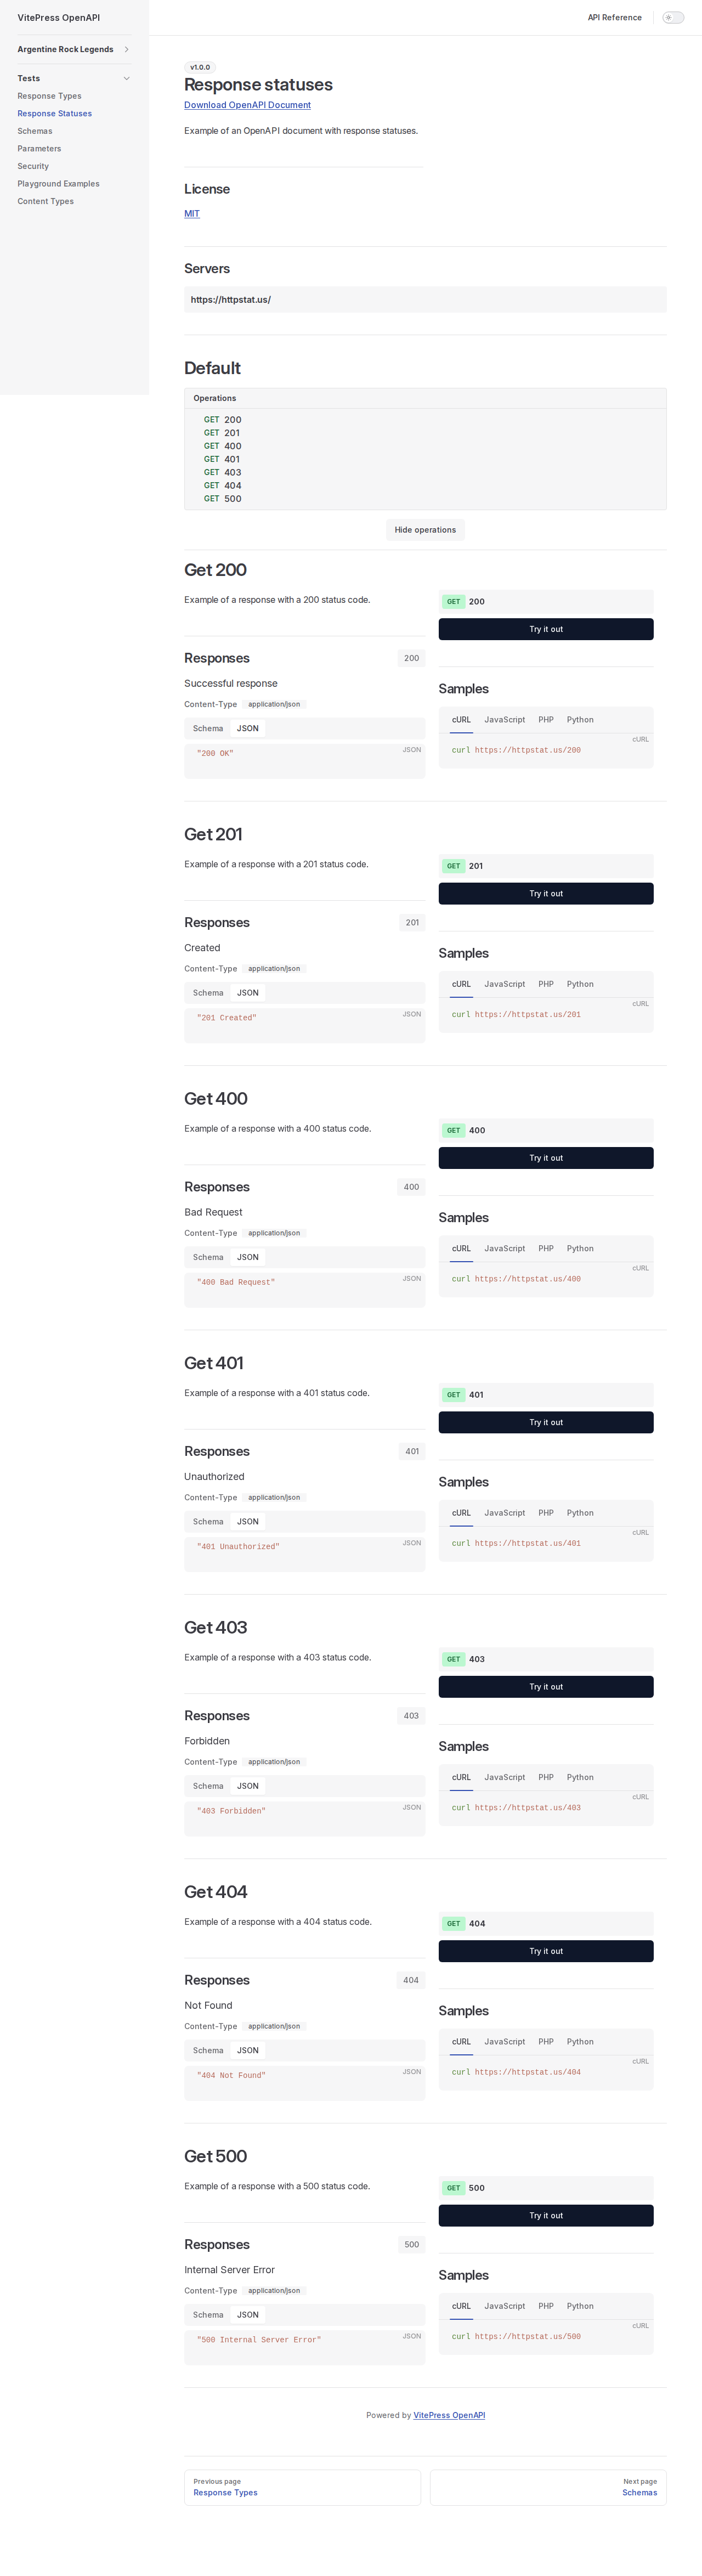 VitePress OpenAPI
API Reference
Argentine Rock Legends
Tests
Response Types
Response Statuses
Schemas
Parameters
Security
Playground Examples
Content Types
v1.0.0
Response statuses
Download OpenAPI Document
Example of an OpenAPI document with response statuses.
License
MIT
Servers
https://httpstat.us/
Default
Operations
GET 200
GET 201
GET 400
GET 401
GET 403
GET 404
GET 500
Hide operations
Get 200
Example of a response with a 200 status code.
GET 200
Try it out
Responses 200
Successful response
Content-Type application/json
Schema JSON
JSON
"200 OK"
Samples
cURL JavaScript PHP Python
cURL
curl https://httpstat.us/200
Get 201
Example of a response with a 201 status code.
GET 201
Try it out
Responses 201
Created
Content-Type application/json
Schema JSON
JSON
"201 Created"
Samples
cURL JavaScript PHP Python
cURL
curl https://httpstat.us/201
Get 400
Example of a response with a 400 status code.
GET 400
Try it out
Responses 400
Bad Request
Content-Type application/json
Schema JSON
JSON
"400 Bad Request"
Samples
cURL JavaScript PHP Python
cURL
curl https://httpstat.us/400
Get 401
Example of a response with a 401 status code.
GET 401
Try it out
Responses 401
Unauthorized
Content-Type application/json
Schema JSON
JSON
"401 Unauthorized"
Samples
cURL JavaScript PHP Python
cURL
curl https://httpstat.us/401
Get 403
Example of a response with a 403 status code.
GET 403
Try it out
Responses 403
Forbidden
Content-Type application/json
Schema JSON
JSON
"403 Forbidden"
Samples
cURL JavaScript PHP Python
cURL
curl https://httpstat.us/403
Get 404
Example of a response with a 404 status code.
GET 404
Try it out
Responses 404
Not Found
Content-Type application/json
Schema JSON
JSON
"404 Not Found"
Samples
cURL JavaScript PHP Python
cURL
curl https://httpstat.us/404
Get 500
Example of a response with a 500 status code.
GET 500
Try it out
Responses 500
Internal Server Error
Content-Type application/json
Schema JSON
JSON
"500 Internal Server Error"
Samples
cURL JavaScript PHP Python
cURL
curl https://httpstat.us/500
Powered by VitePress OpenAPI
Previous page
Response Types
Next page
Schemas